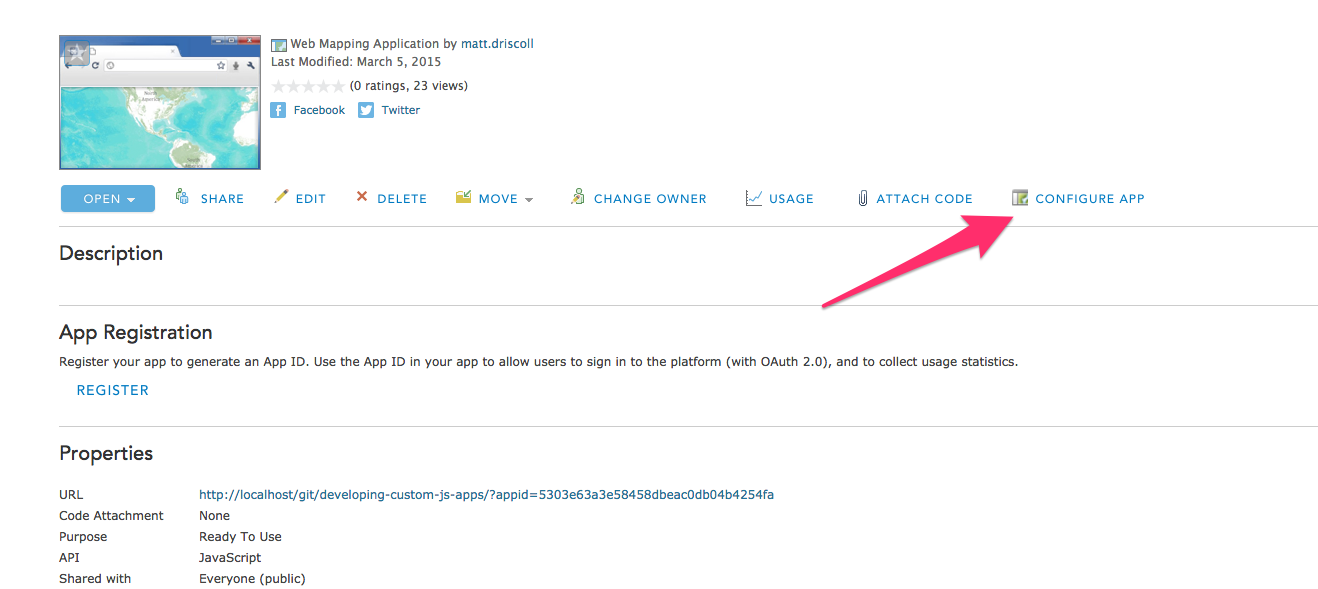 Web Mapping Application by matt.driscoll
Last Modified: March 5, 2015
(0 ratings, 23 views)
Facebook Twitter
North America
South America
OPEN SHARE EDIT DELETE MOVE CHANGE OWNER USAGE ATTACH CODE CONFIGURE APP
Description
App Registration
Register your app to generate an App ID. Use the App ID in your app to allow users to sign in to the platform (with OAuth 2.0), and to collect usage statistics.
REGISTER
Properties
URL http://localhost/git/developing-custom-js-apps/?appid=5303e63a3e58458dbeac0db04b4254fa
Code Attachment None
Purpose Ready To Use
API JavaScript
Shared with Everyone (public)